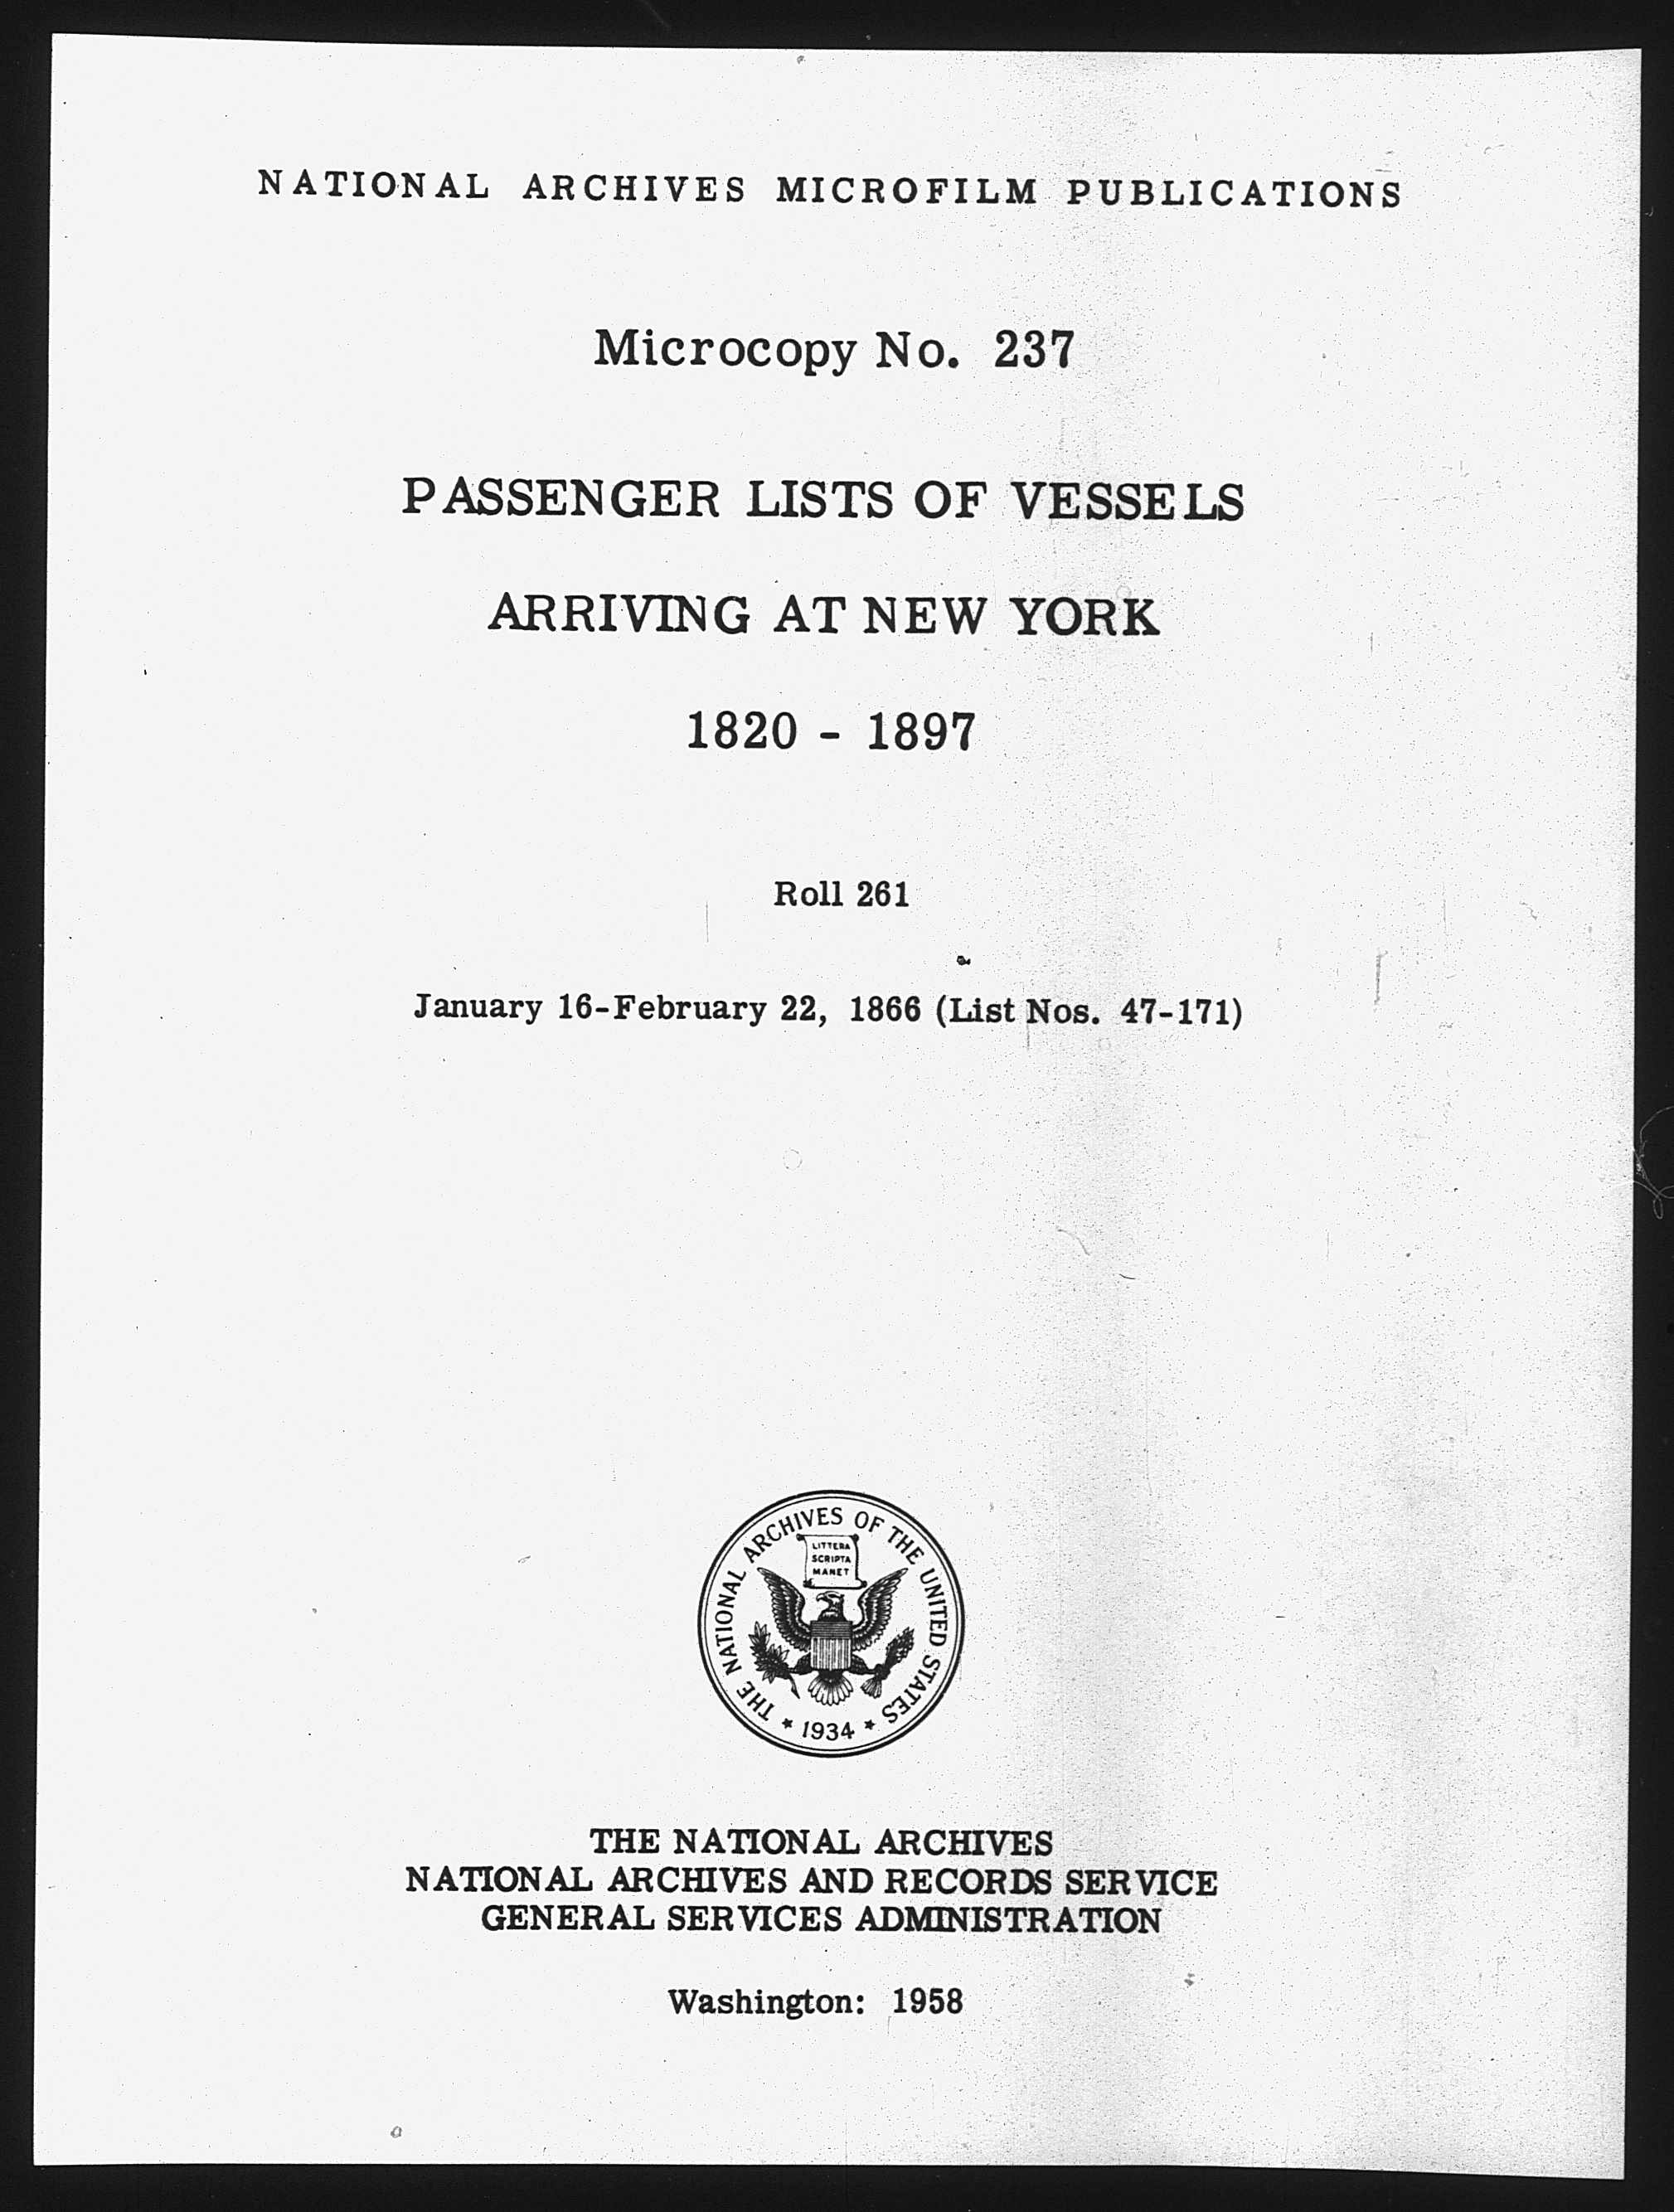 NATIONAL ARCHIVES MICROFILM PUBLICATIONS
Microcopy No. 237
PASSENGER LISTS OF VESSELS
ARRIVING AT NEW YORK
1820 - 1897
Roll 261
January 16-February 22, 1866 (List Nos. 47-171)
THE NATIONAL ARCHIVES OF THE UNITED STATES
LITTERA
SCRIPTA
MANET
* 1934 *
THE NATIONAL ARCHIVES
NATIONAL ARCHIVES AND RECORDS SERVICE
GENERAL SERVICES ADMINISTRATION
Washington: 1958